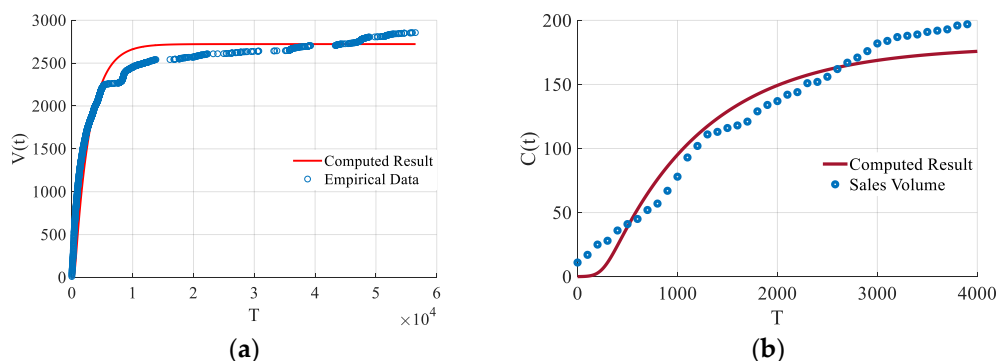 3000
2500
2000
1500
1000
500
0
V(t)
Computed Result
Empirical Data
0 1 2 3 4 5 6
T
×10^4
(a)
200
150
100
50
0
C(t)
Computed Result
Sales Volume
0 1000 2000 3000 4000
T
(b)